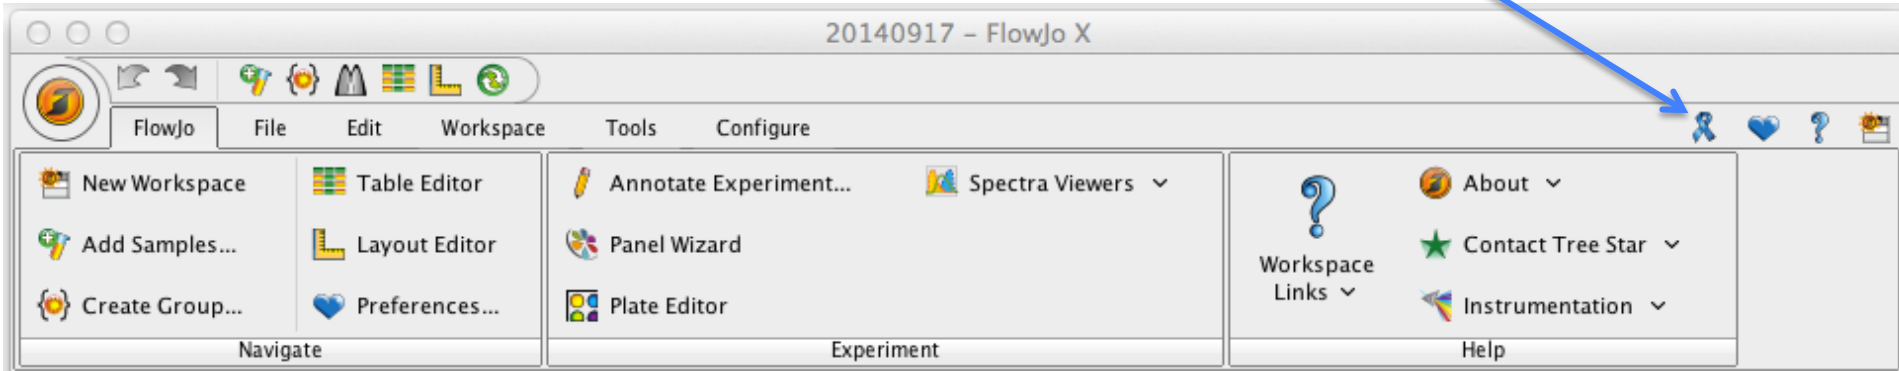 20140917 – FlowJo X
FlowJo File Edit Workspace Tools Configure
New Workspace Table Editor Annotate Experiment... Spectra Viewers About
Add Samples... Layout Editor Panel Wizard Workspace Links Contact Tree Star
Create Group... Preferences... Plate Editor Instrumentation
Navigate Experiment Help